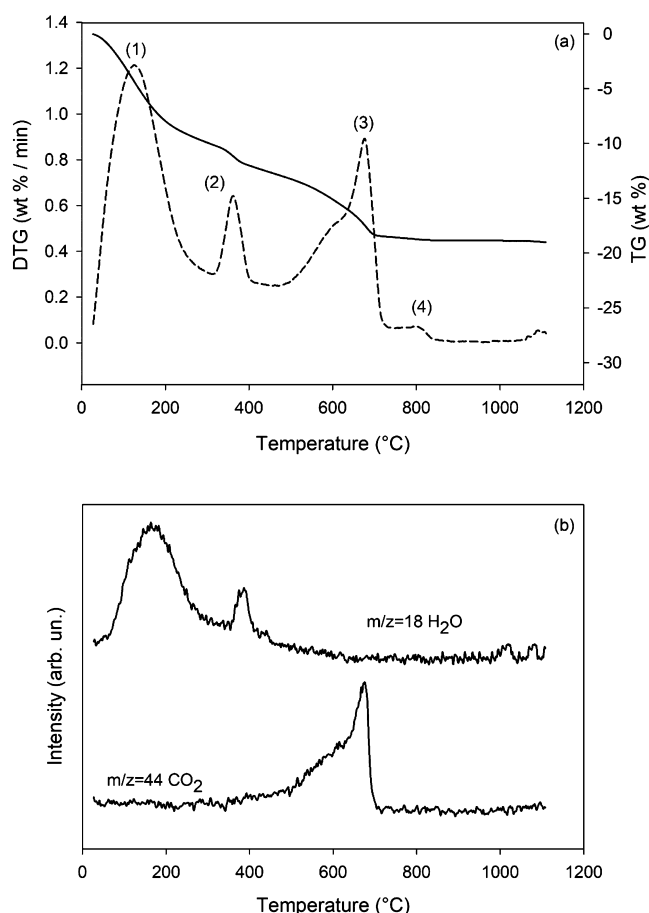 (a)
(1)
(2)
(3)
(4)
DTG (wt % / min)
1.4
1.2
1.0
0.8
0.6
0.4
0.2
0.0
TG (wt %)
0
-5
-10
-15
-20
-25
-30
0 200 400 600 800 1000 1200
Temperature (°C)
(b)
Intensity (arb. un.)
m/z=18 H2O
m/z=44 CO2
0 200 400 600 800 1000 1200
Temperature (°C)